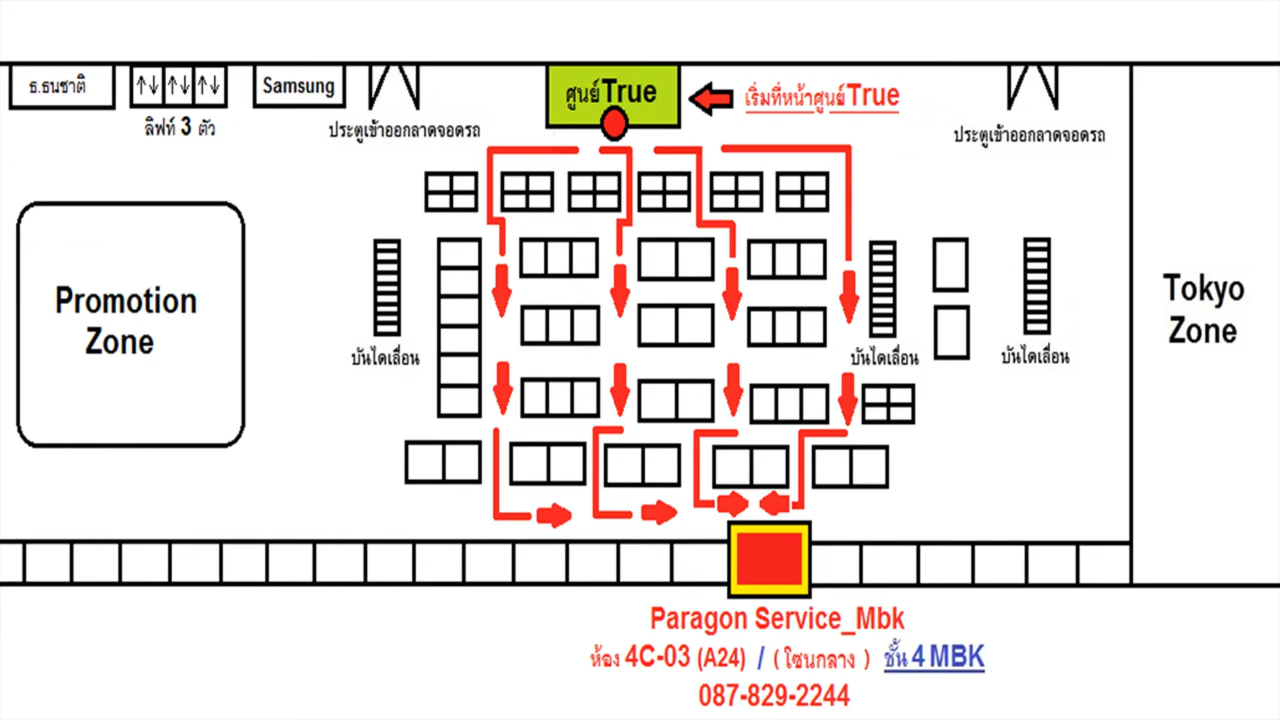 ธ.ธนชาติ
ลิฟท์ 3 ตัว
Samsung
ประตูเข้าออกลาดจอดรถ
ศูนย์True
เริ่มที่หน้าศูนย์True
ประตูเข้าออกลาดจอดรถ
Promotion
Zone
บันไดเลื่อน
บันไดเลื่อน
บันไดเลื่อน
Tokyo
Zone
Paragon Service_Mbk
ห้อง 4C-03 (A24) / ( โซนกลาง ) ชั้น 4 MBK
087-829-2244